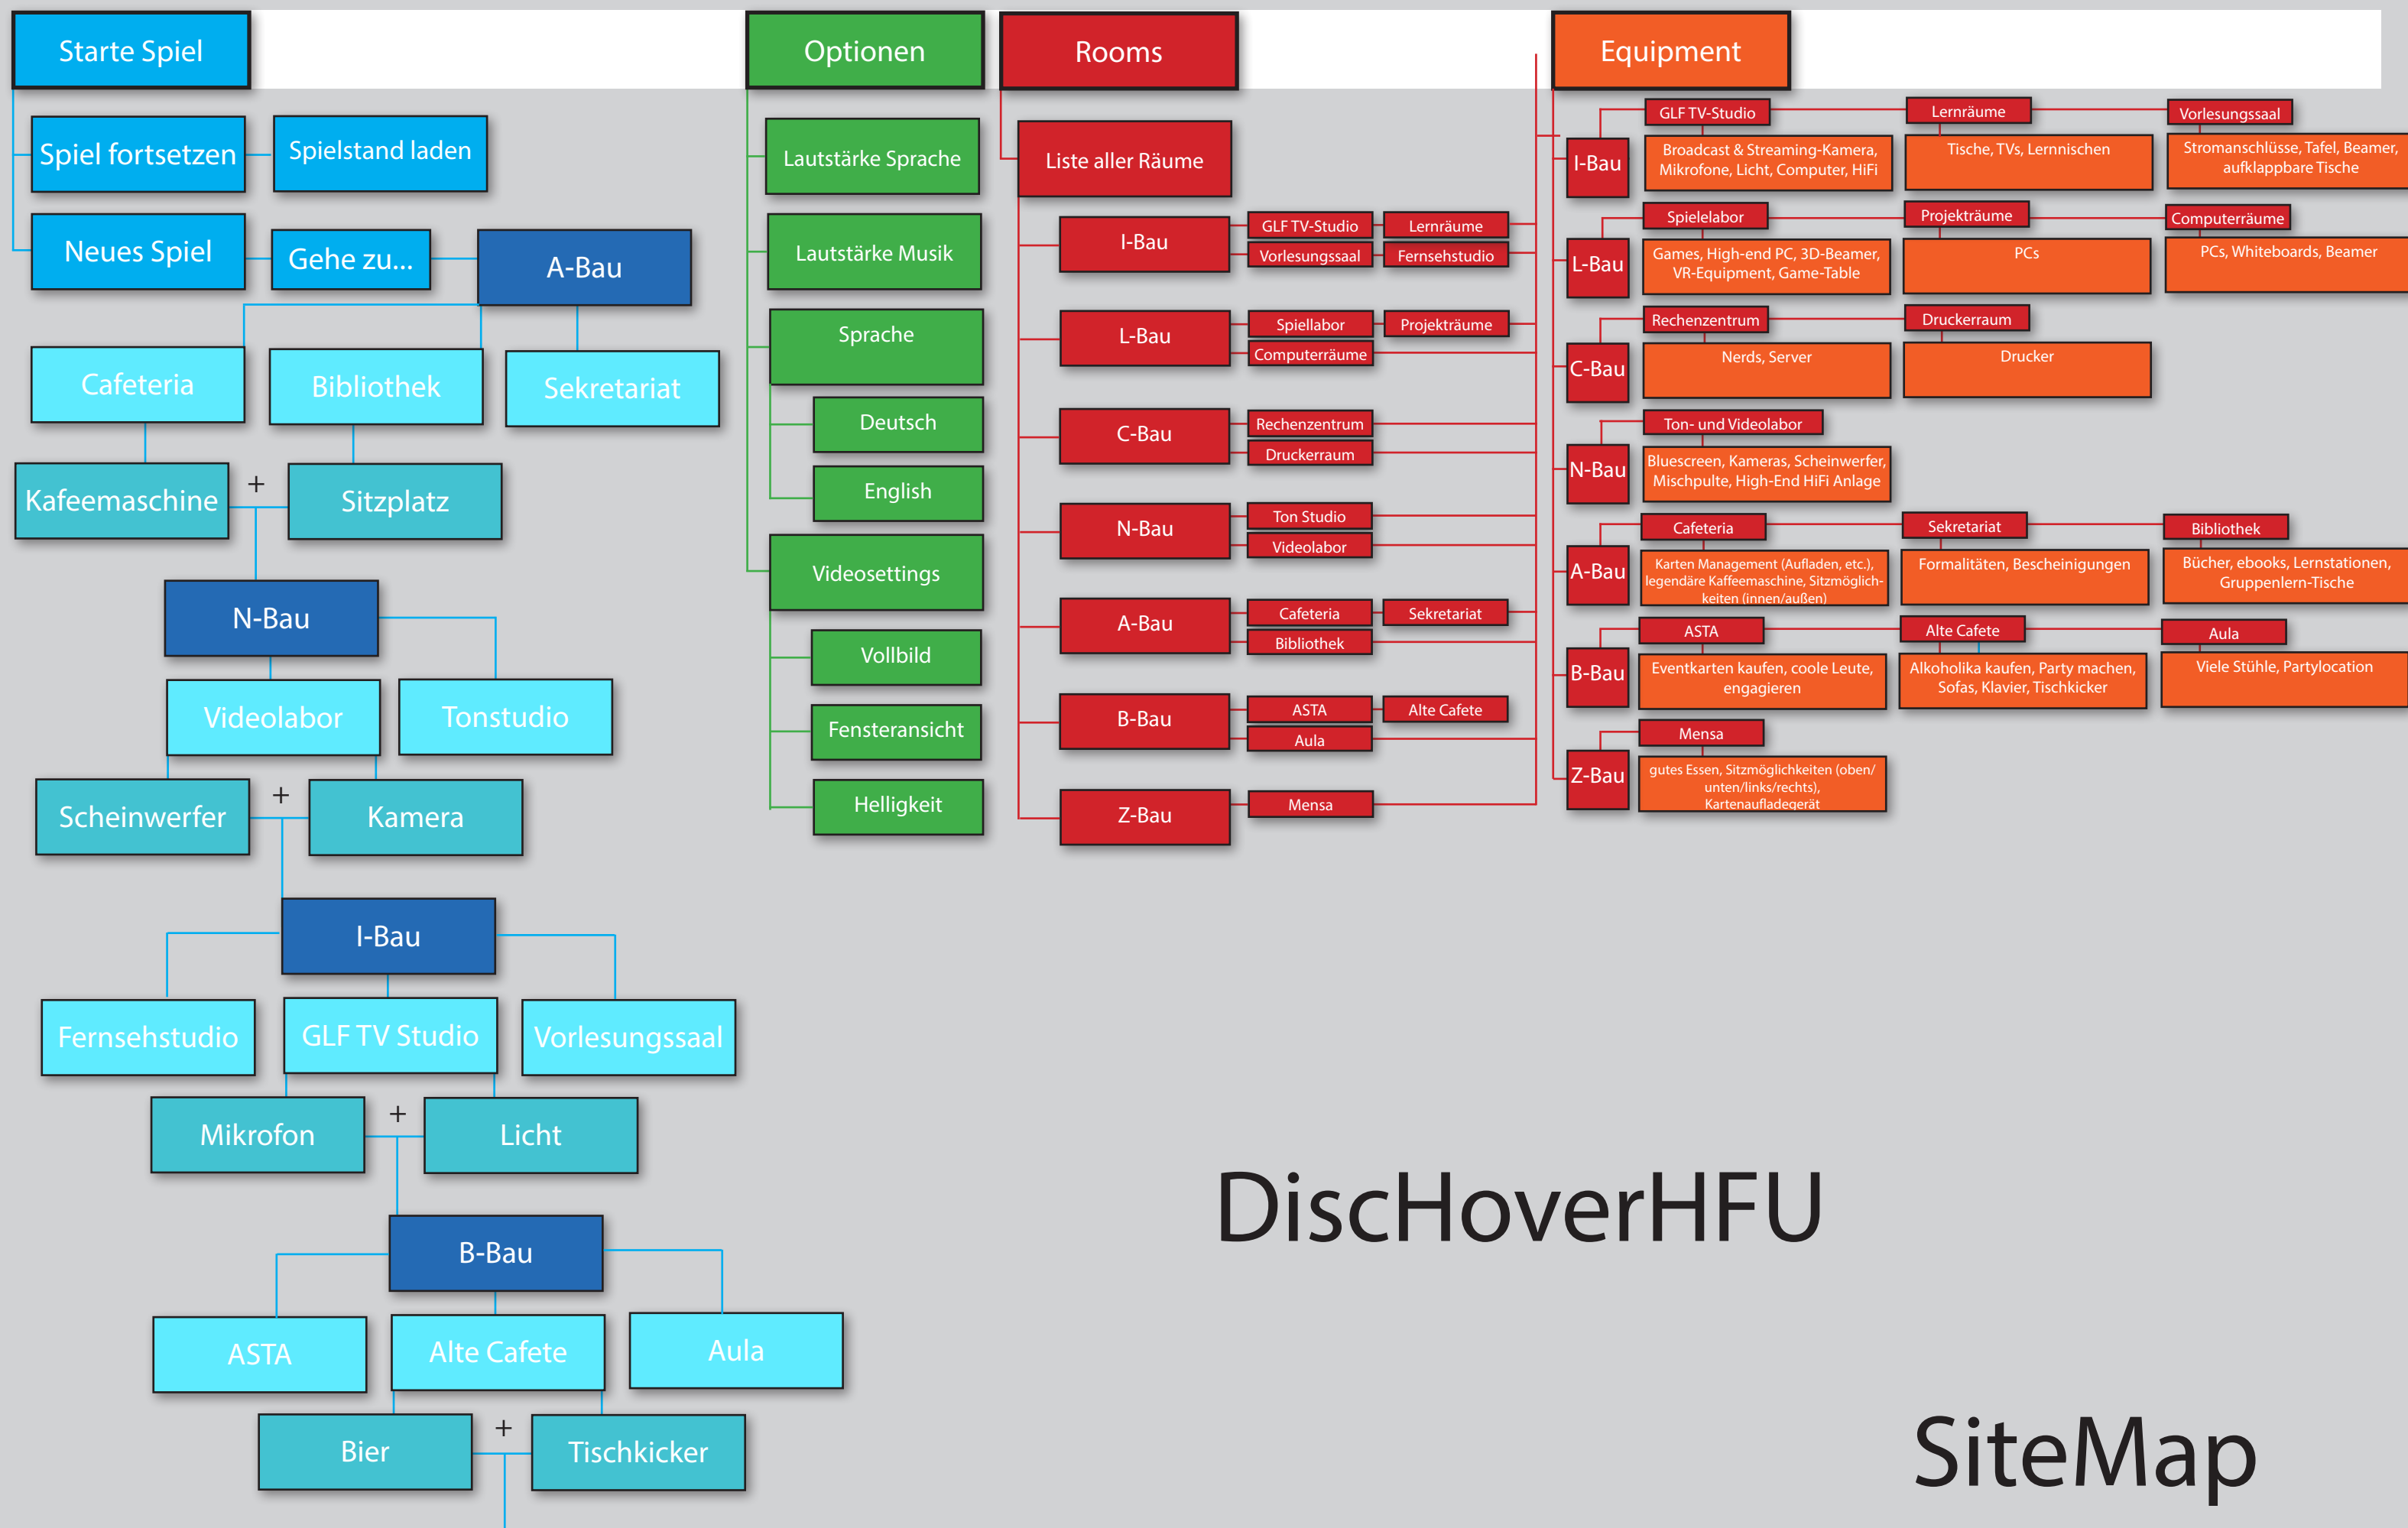 Starte Spiel
Spiel fortsetzen
Spielstand laden
Neues Spiel
Gehe zu...
A-Bau
Cafeteria
Bibliothek
Sekretariat
Kafeemaschine
+
Sitzplatz
N-Bau
Videolabor
Tonstudio
Scheinwerfer
+
Kamera
I-Bau
Fernsehstudio
GLF TV Studio
Vorlesungssaal
Mikrofon
+
Licht
B-Bau
ASTA
Alte Cafete
Aula
Bier
+
Tischkicker
Optionen
Lautstärke Sprache
Lautstärke Musik
Sprache
Deutsch
English
Videosettings
Vollbild
Fensteransicht
Helligkeit
Rooms
Liste aller Räume
I-Bau
GLF TV-Studio
Lernräume
Vorlesungssaal
Fernsehstudio
L-Bau
Spiellabor
Projekträume
Computerräume
C-Bau
Rechenzentrum
Druckerraum
N-Bau
Ton Studio
Videolabor
A-Bau
Cafeteria
Sekretariat
Bibliothek
B-Bau
ASTA
Alte Cafete
Aula
Z-Bau
Mensa
Equipment
I-Bau
GLF TV-Studio
Broadcast & Streaming-Kamera,
Mikrofone, Licht, Computer, HiFi
Lernräume
Tische, TVs, Lernnischen
Vorlesungssaal
Stromanschlüsse, Tafel, Beamer,
aufklappbare Tische
L-Bau
Spielelabor
Games, High-end PC, 3D-Beamer,
VR-Equipment, Game-Table
Projekträume
PCs
Computerräume
PCs, Whiteboards, Beamer
C-Bau
Rechenzentrum
Nerds, Server
Druckerraum
Drucker
N-Bau
Ton- und Videolabor
Bluescreen, Kameras, Scheinwerfer,
Mischpulte, High-End HiFi Anlage
A-Bau
Cafeteria
Karten Management (Aufladen, etc.),
legendäre Kaffeemaschine, Sitzmöglich-
keiten (innen/außen)
Sekretariat
Formalitäten, Bescheinigungen
Bibliothek
Bücher, ebooks, Lernstationen,
Gruppenlern-Tische
B-Bau
ASTA
Eventkarten kaufen, coole Leute,
engagieren
Alte Cafete
Alkoholika kaufen, Party machen,
Sofas, Klavier, Tischkicker
Aula
Viele Stühle, Partylocation
Z-Bau
Mensa
gutes Essen, Sitzmöglichkeiten (oben/
unten/links/rechts),
Kartenaufladegerät
DiscHoverHFU
SiteMap